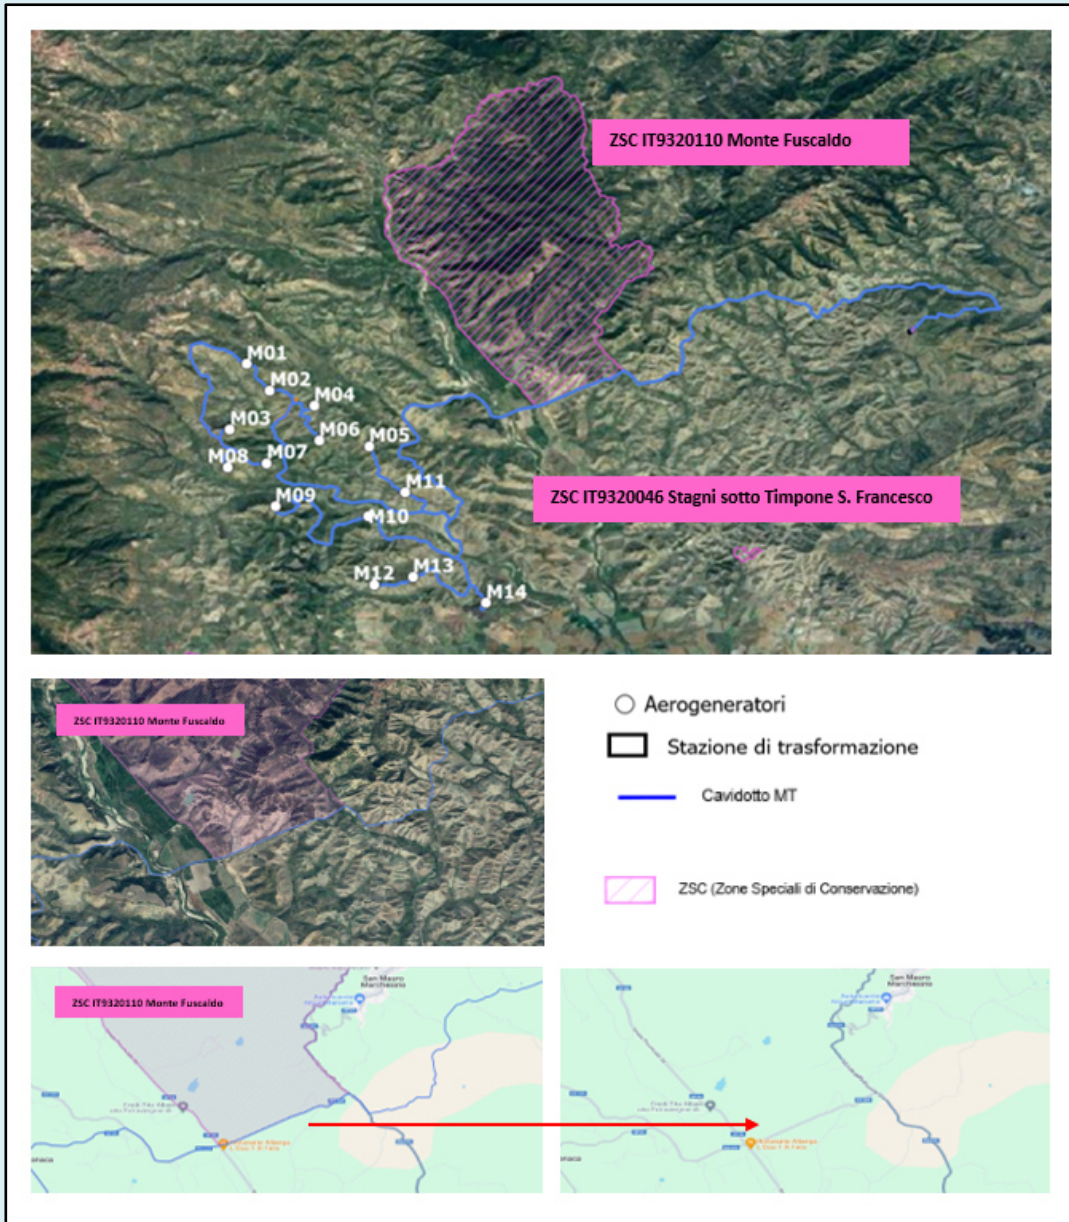 ZSC IT9320110 Monte Fuscaldo
M01
M02
M04
M03
M06
M05
M08
M07
M11
ZSC IT9320046 Stagni sotto Timpone S. Francesco
M09
M10
M13
M12
M14
ZSC IT9320110 Monte Fuscaldo
Aerogeneratori
Stazione di trasformazione
Cavidotto MT
ZSC (Zone Speciali di Conservazione)
San Mauro
Marchesato
ZSC IT9320110 Monte Fuscaldo
San Mauro
Marchesato